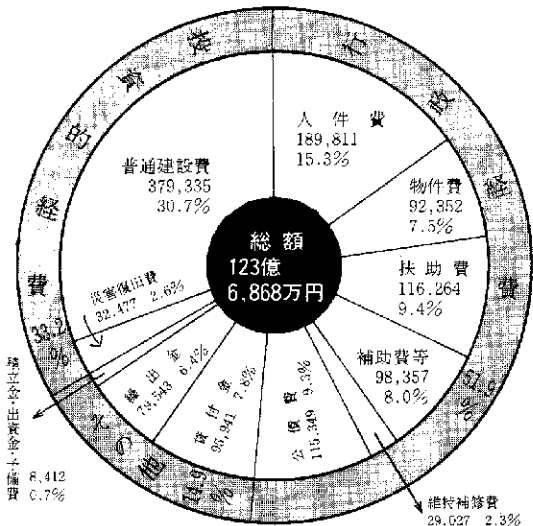 行政経費
51.9%
人件費
189,811
15.3%
物件費
92,352
7.5%
扶助費
116.264
9.4%
補助費等
98,357
8.0%
維持補修費
29.027 2.3%
公債費
115,349 9.3%
貸付金
95,941 7.8%
繰出金
79,543 6.4%
その他
14.9%
積立金・出資金・予備費
8,412
0.7%
災害復旧費
32.477 2.6%
普通建設費
379,335
30.7%
投資的経費
33.2%
総額
123億
6,868万円